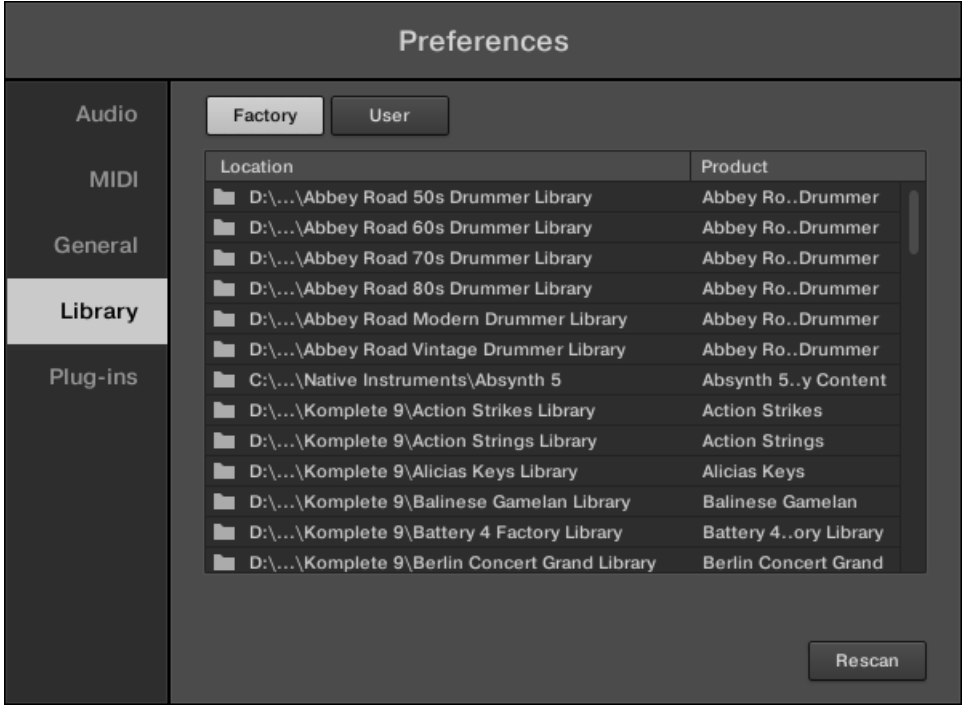 Preferences
Audio
MIDI
General
Library
Plug-ins
Factory User
Location Product
D:\...\Abbey Road 50s Drummer Library Abbey Ro..Drummer
D:\...\Abbey Road 60s Drummer Library Abbey Ro..Drummer
D:\...\Abbey Road 70s Drummer Library Abbey Ro..Drummer
D:\...\Abbey Road 80s Drummer Library Abbey Ro..Drummer
D:\...\Abbey Road Modern Drummer Library Abbey Ro..Drummer
D:\...\Abbey Road Vintage Drummer Library Abbey Ro..Drummer
C:\...\Native Instruments\Absynth 5 Absynth 5..y Content
D:\...\Komplete 9\Action Strikes Library Action Strikes
D:\...\Komplete 9\Action Strings Library Action Strings
D:\...\Komplete 9\Alicias Keys Library Alicias Keys
D:\...\Komplete 9\Balinese Gamelan Library Balinese Gamelan
D:\...\Komplete 9\Battery 4 Factory Library Battery 4..ory Library
D:\...\Komplete 9\Berlin Concert Grand Library Berlin Concert Grand
Rescan